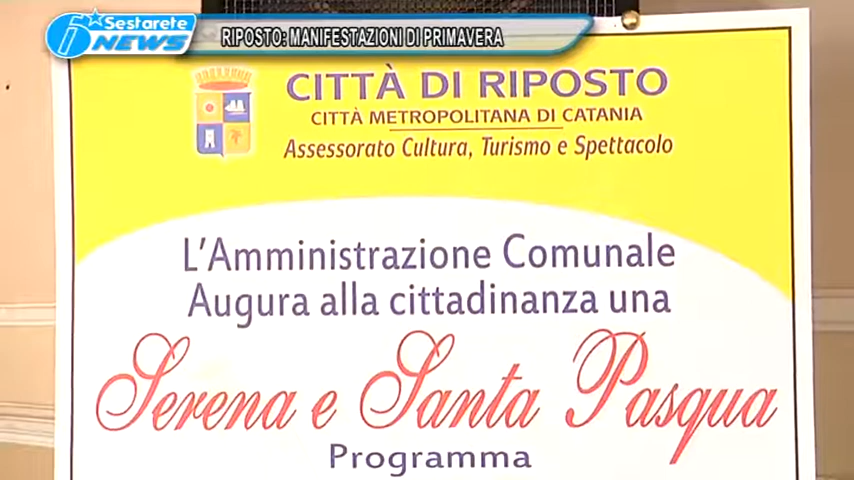 6 Sestarete
NEWS
RIPOSTO: MANIFESTAZIONI DI PRIMAVERA
CITTÀ DI RIPOSTO
CITTÀ METROPOLITANA DI CATANIA
Assessorato Cultura, Turismo e Spettacolo
L'Amministrazione Comunale
Augura alla cittadinanza una
Serena e Santa Pasqua
Programma